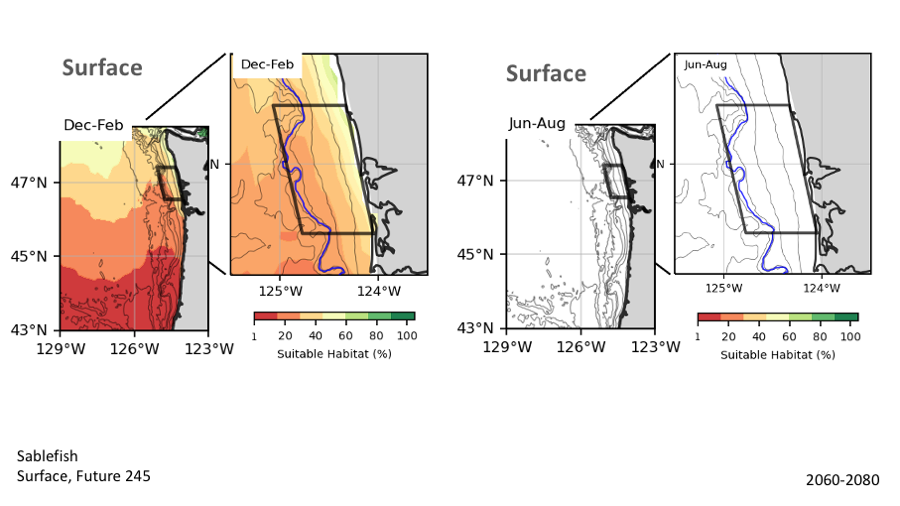 Surface
Dec-Feb
Dec-Feb
N
47°N
45°N
43°N
129°W 126°W 123°W
125°W 124°W
1 20 40 60 80 100
Suitable Habitat (%)
Surface
Jun-Aug
Jun-Aug
N
47°N
45°N
43°N
129°W 126°W 123°W
125°W 124°W
1 20 40 60 80 100
Suitable Habitat (%)
Sablefish
Surface, Future 245
2060-2080